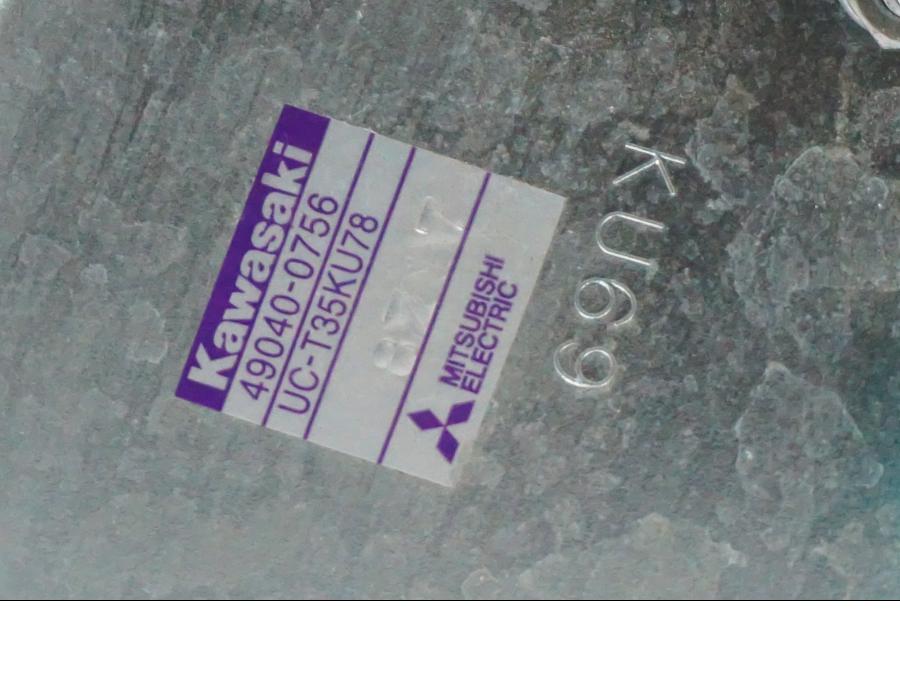 Kawasaki
49040-0756
UC-T35KU78
MITSUBISHI
ELECTRIC
KU69